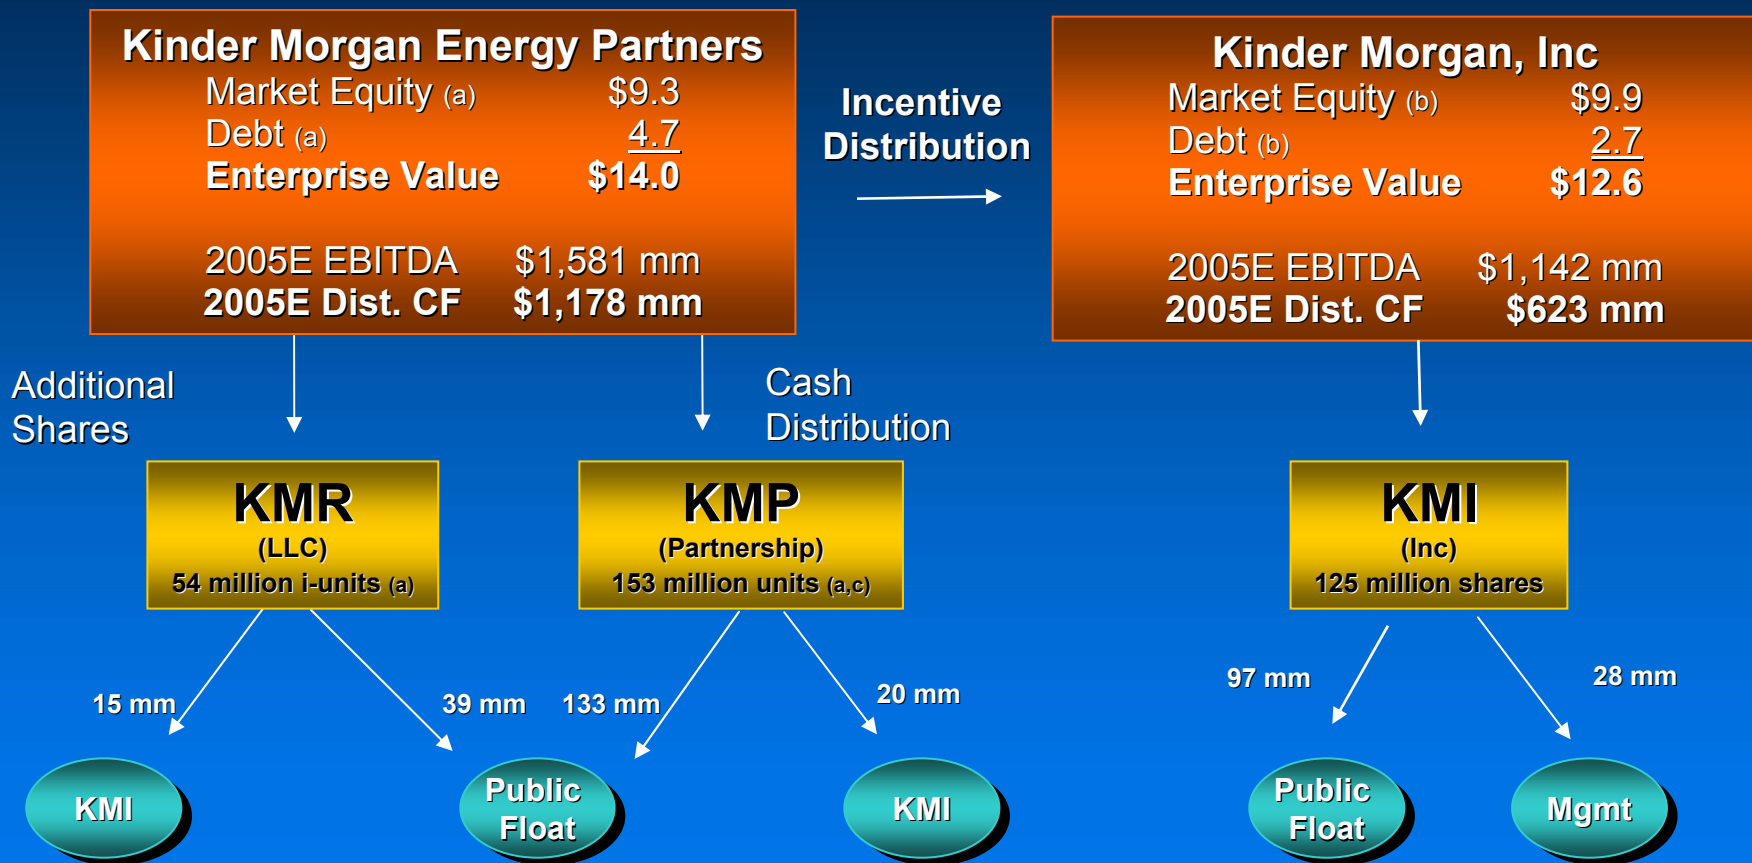 Kinder Morgan Energy Partners
Market Equity (a) $9.3
Debt (a) 4.7
Enterprise Value $14.0
2005E EBITDA $1,581 mm
2005E Dist. CF $1,178 mm
Incentive
Distribution
Kinder Morgan, Inc
Market Equity (b) $9.9
Debt (b) 2.7
Enterprise Value $12.6
2005E EBITDA $1,142 mm
2005E Dist. CF $623 mm
Additional
Shares
Cash
Distribution
KMR
(LLC)
54 million i-units (a)
KMP
(Partnership)
153 million units (a,c)
KMI
(Inc)
125 million shares
15 mm
39 mm
133 mm
20 mm
97 mm
28 mm
KMI
Public
Float
KMI
Public
Float
Mgmt